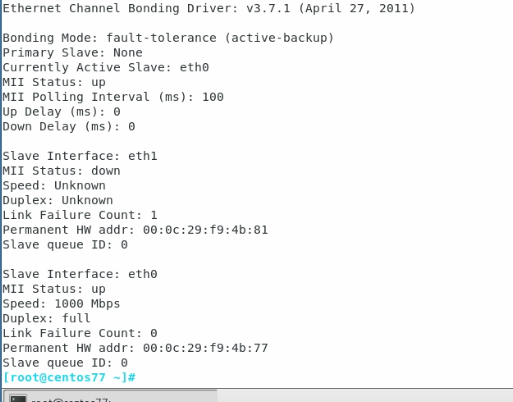 Ethernet Channel Bonding Driver: v3.7.1 (April 27, 2011)
Bonding Mode: fault-tolerance (active-backup)
Primary Slave: None
Currently Active Slave: eth0
MII Status: up
MII Polling Interval (ms): 100
Up Delay (ms): 0
Down Delay (ms): 0
Slave Interface: eth1
MII Status: down
Speed: Unknown
Duplex: Unknown
Link Failure Count: 1
Permanent HW addr: 00:0c:29:f9:4b:81
Slave queue ID: 0
Slave Interface: eth0
MII Status: up
Speed: 1000 Mbps
Duplex: full
Link Failure Count: 0
Permanent HW addr: 00:0c:29:f9:4b:77
Slave queue ID: 0
[root@centos77 ~]#